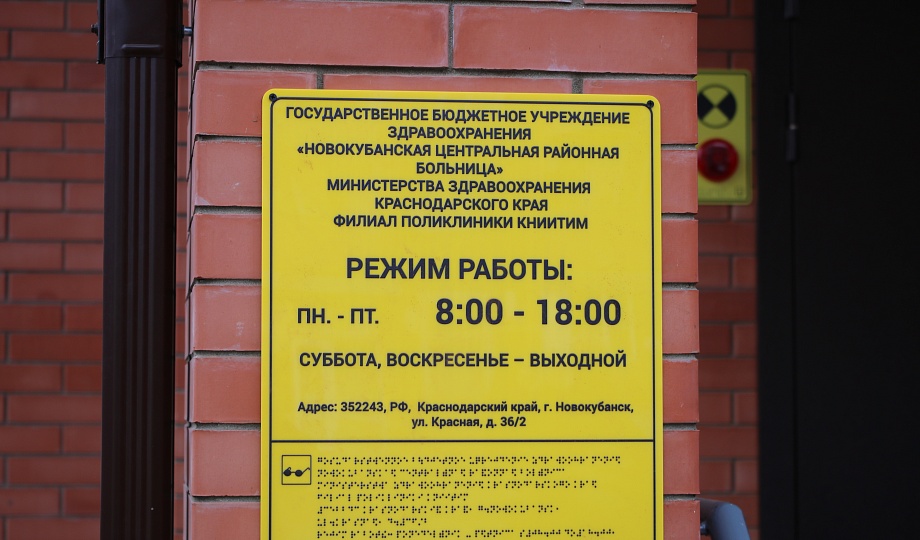 ГОСУДАРСТВЕННОЕ БЮДЖЕТНОЕ УЧРЕЖДЕНИЕ
ЗДРАВООХРАНЕНИЯ
«НОВОКУБАНСКАЯ ЦЕНТРАЛЬНАЯ РАЙОННАЯ
БОЛЬНИЦА»
МИНИСТЕРСТВА ЗДРАВООХРАНЕНИЯ
КРАСНОДАРСКОГО КРАЯ
ФИЛИАЛ ПОЛИКЛИНИКИ КНИИТИМ
РЕЖИМ РАБОТЫ:
ПН. - ПТ. 8:00 - 18:00
СУББОТА, ВОСКРЕСЕНЬЕ – ВЫХОДНОЙ
Адрес: 352243, РФ, Краснодарский край, г. Новокубанск,
ул. Красная, д. 36/2